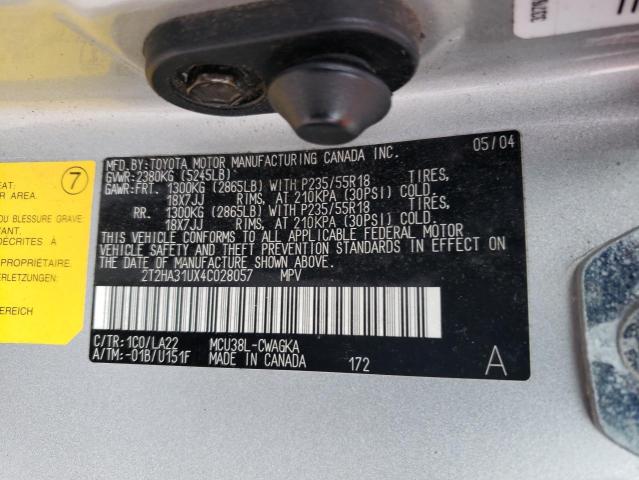 MFD.BY:TOYOTA MOTOR MANUFACTURING CANADA INC. 05/04
GVWR:2380KG (5245LB)
GAWR:FRT. 1300KG (2865LB) WITH P235/55R18 TIRES,
18X7JJ RIMS, AT 210KPA (30PSI) COLD.
RR. 1300KG (2865LB) WITH P235/55R18 TIRES,
18X7JJ RIMS, AT 210KPA (30PSI) COLD.
THIS VEHICLE CONFORMS TO ALL APPLICABLE FEDERAL MOTOR
VEHICLE SAFETY AND THEFT PREVENTION STANDARDS IN EFFECT ON
THE DATE OF MANUFACTURE SHOWN ABOVE.
2T2HA31UX4C028057 MPV
C/TR:1C0/LA22 MCU38L-CWAGKA
A/TM:-01B/U151F MADE IN CANADA 172 A
7
EAT:
R AREA.
OU BLESSURE GRAVE
VANT.
DÉCRITES À
PROPRIÉTAIRE.
ERLETZUNGEN.
BEREICH